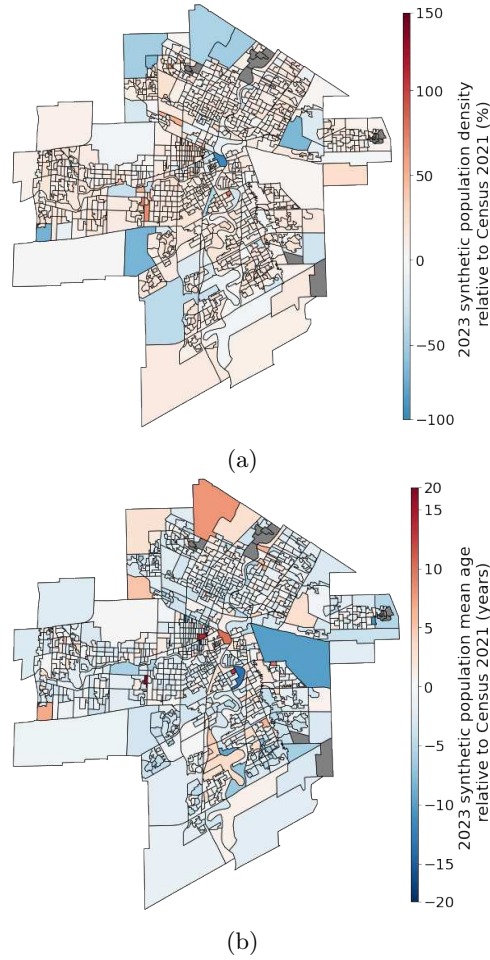 150
100
50
0
−50
−100
2023 synthetic population density
relative to Census 2021 (%)
(a)
20
15
10
5
0
−5
−10
−15
−20
2023 synthetic population mean age
relative to Census 2021 (years)
(b)